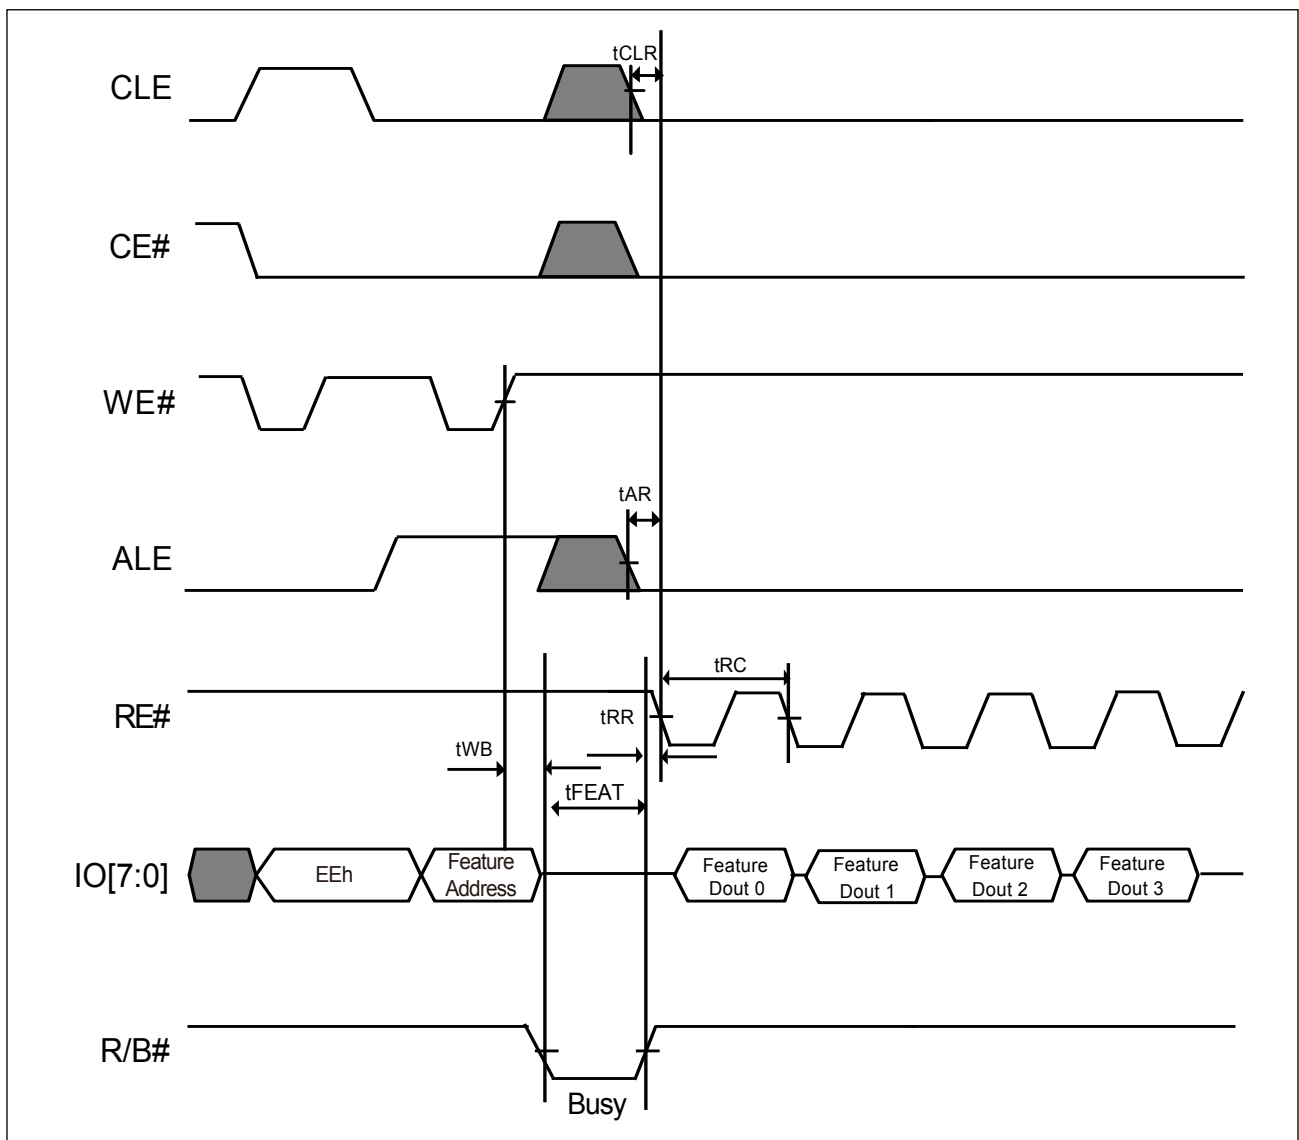 tCLR
CLE
CE#
WE#
tAR
ALE
tRC
RE#
tRR
tWB
tFEAT
IO[7:0]
EEh
Feature
Address
Feature
Dout 0
Feature
Dout 1
Feature
Dout 2
Feature
Dout 3
R/B#
Busy